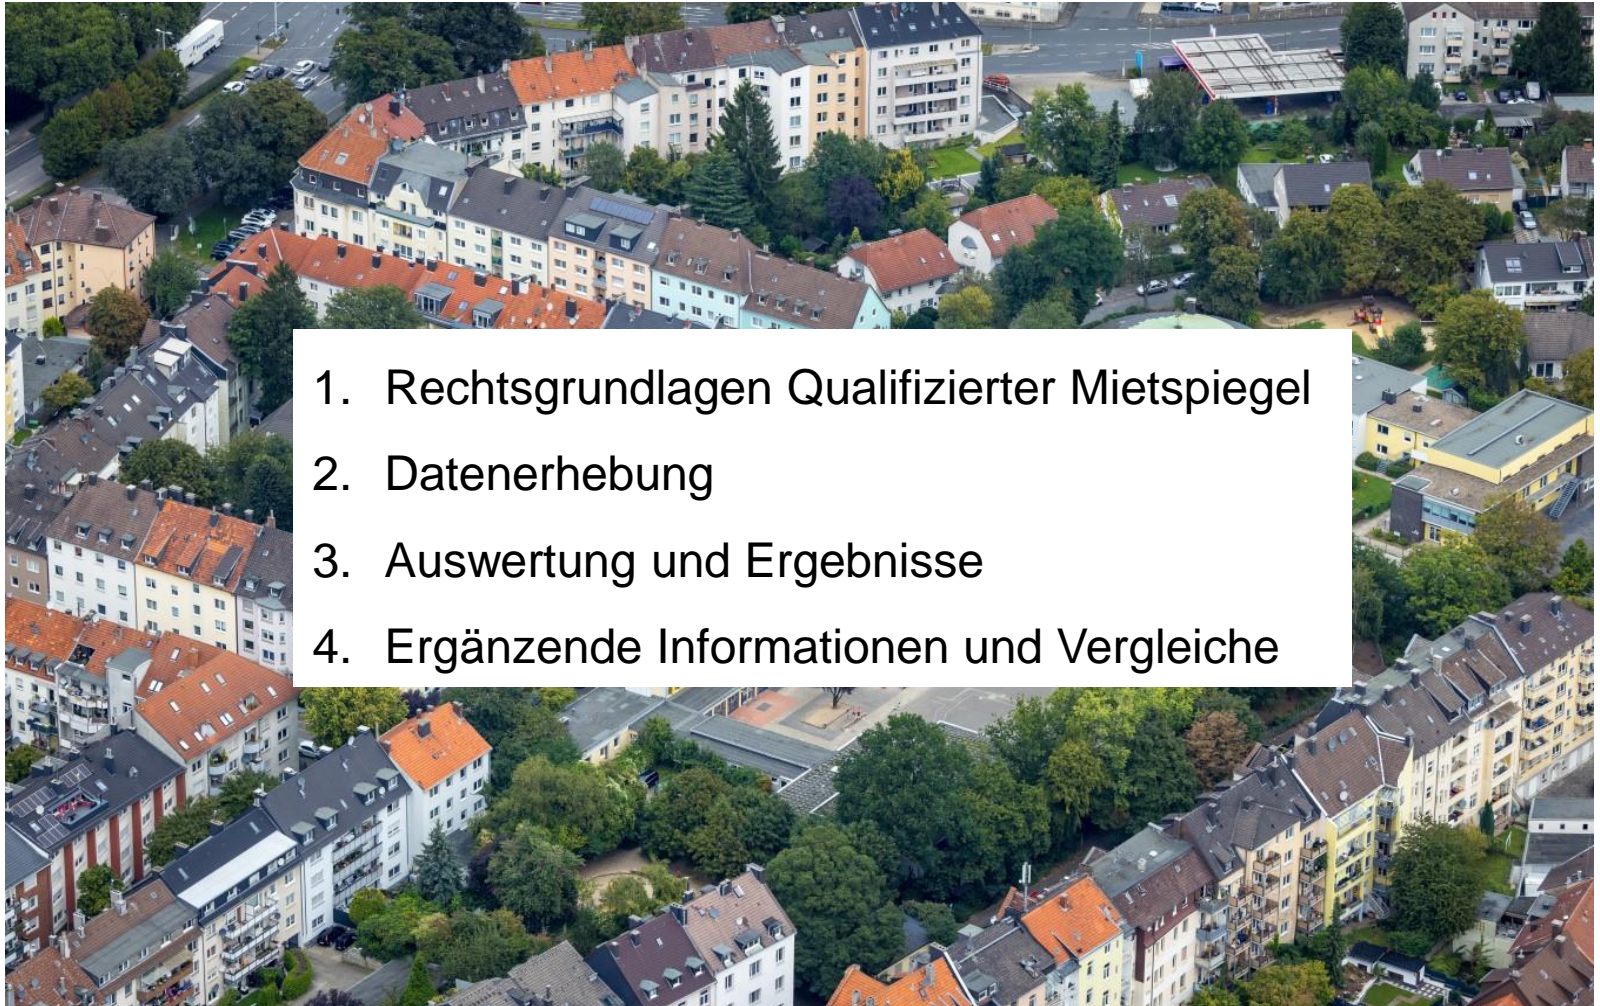 1. Rechtsgrundlagen Qualifizierter Mietspiegel
2. Datenerhebung
3. Auswertung und Ergebnisse
4. Ergänzende Informationen und Vergleiche